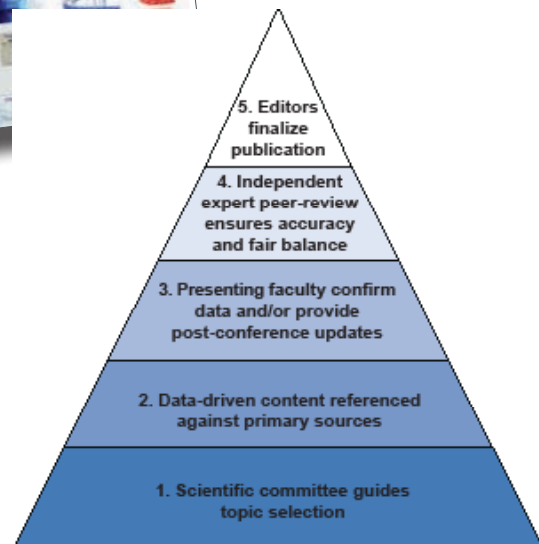 5. Editors
finalize
publication
4. Independent
expert peer-review
ensures accuracy
and fair balance
3. Presenting faculty confirm
data and/or provide
post-conference updates
2. Data-driven content referenced
against primary sources
1. Scientific committee guides
topic selection